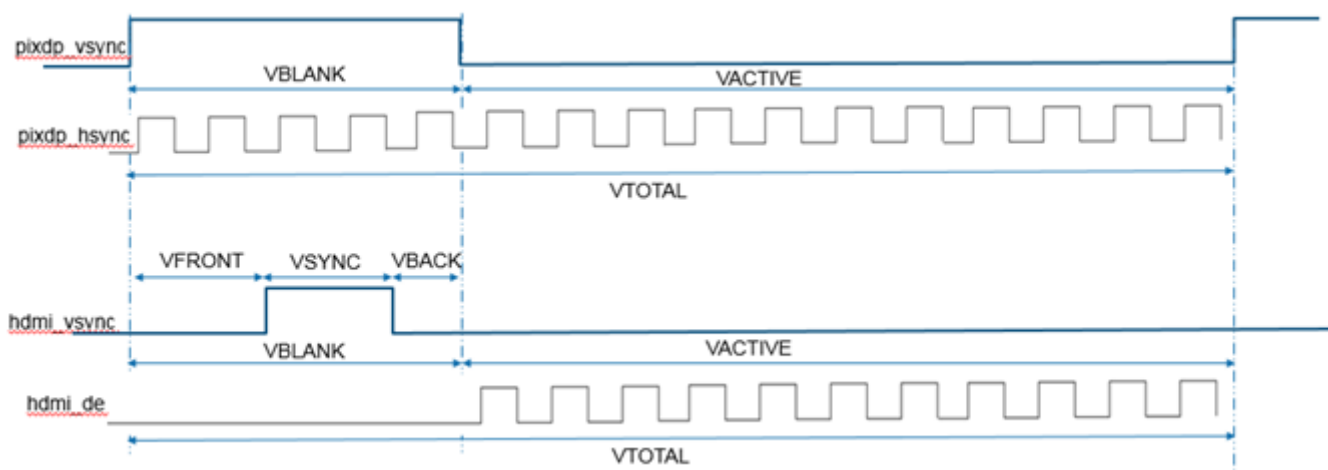 pixdp_vsync
VBLANK
VACTIVE
pixdp_hsync
VTOTAL
VFRONT VSYNC VBACK
hdmi_vsync
VBLANK
VACTIVE
hdmi_de
VTOTAL